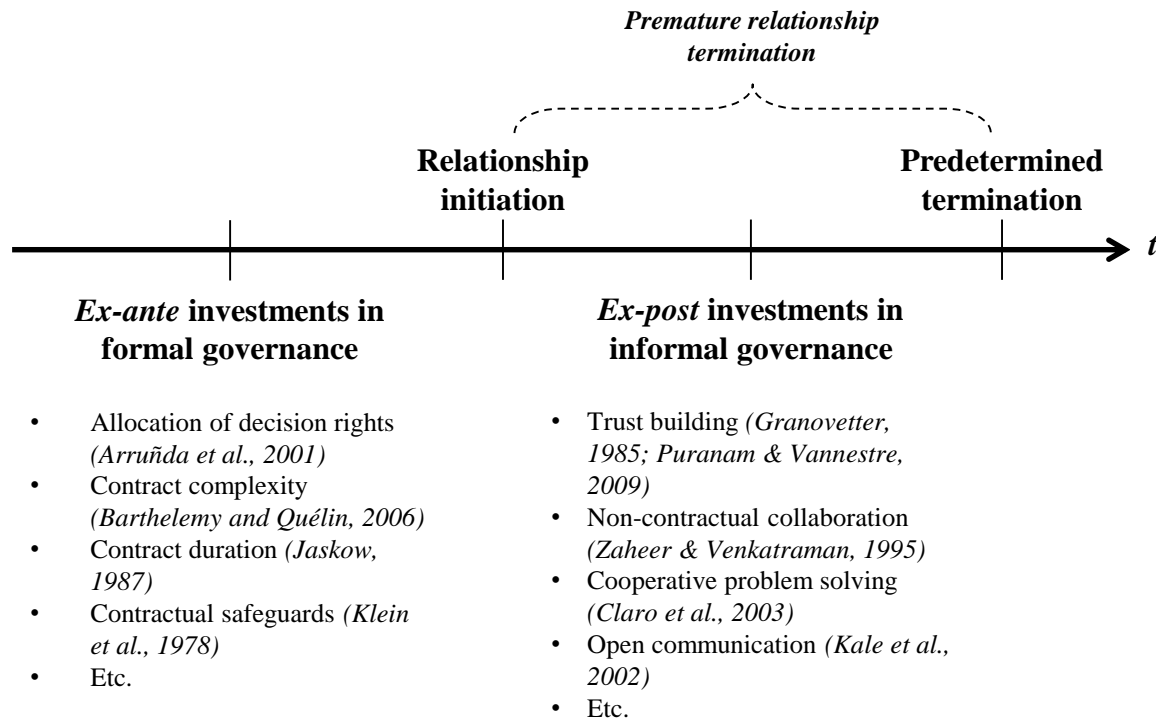 Premature relationship
termination
Relationship
initiation
Predetermined
termination
t
Ex-ante investments in
formal governance
• Allocation of decision rights
(Arruñda et al., 2001)
• Contract complexity
(Barthelemy and Quélin, 2006)
• Contract duration (Jaskow,
1987)
• Contractual safeguards (Klein
et al., 1978)
• Etc.
Ex-post investments in
informal governance
• Trust building (Granovetter,
1985; Puranam & Vannestre,
2009)
• Non-contractual collaboration
(Zaheer & Venkatraman, 1995)
• Cooperative problem solving
(Claro et al., 2003)
• Open communication (Kale et al.,
2002)
• Etc.